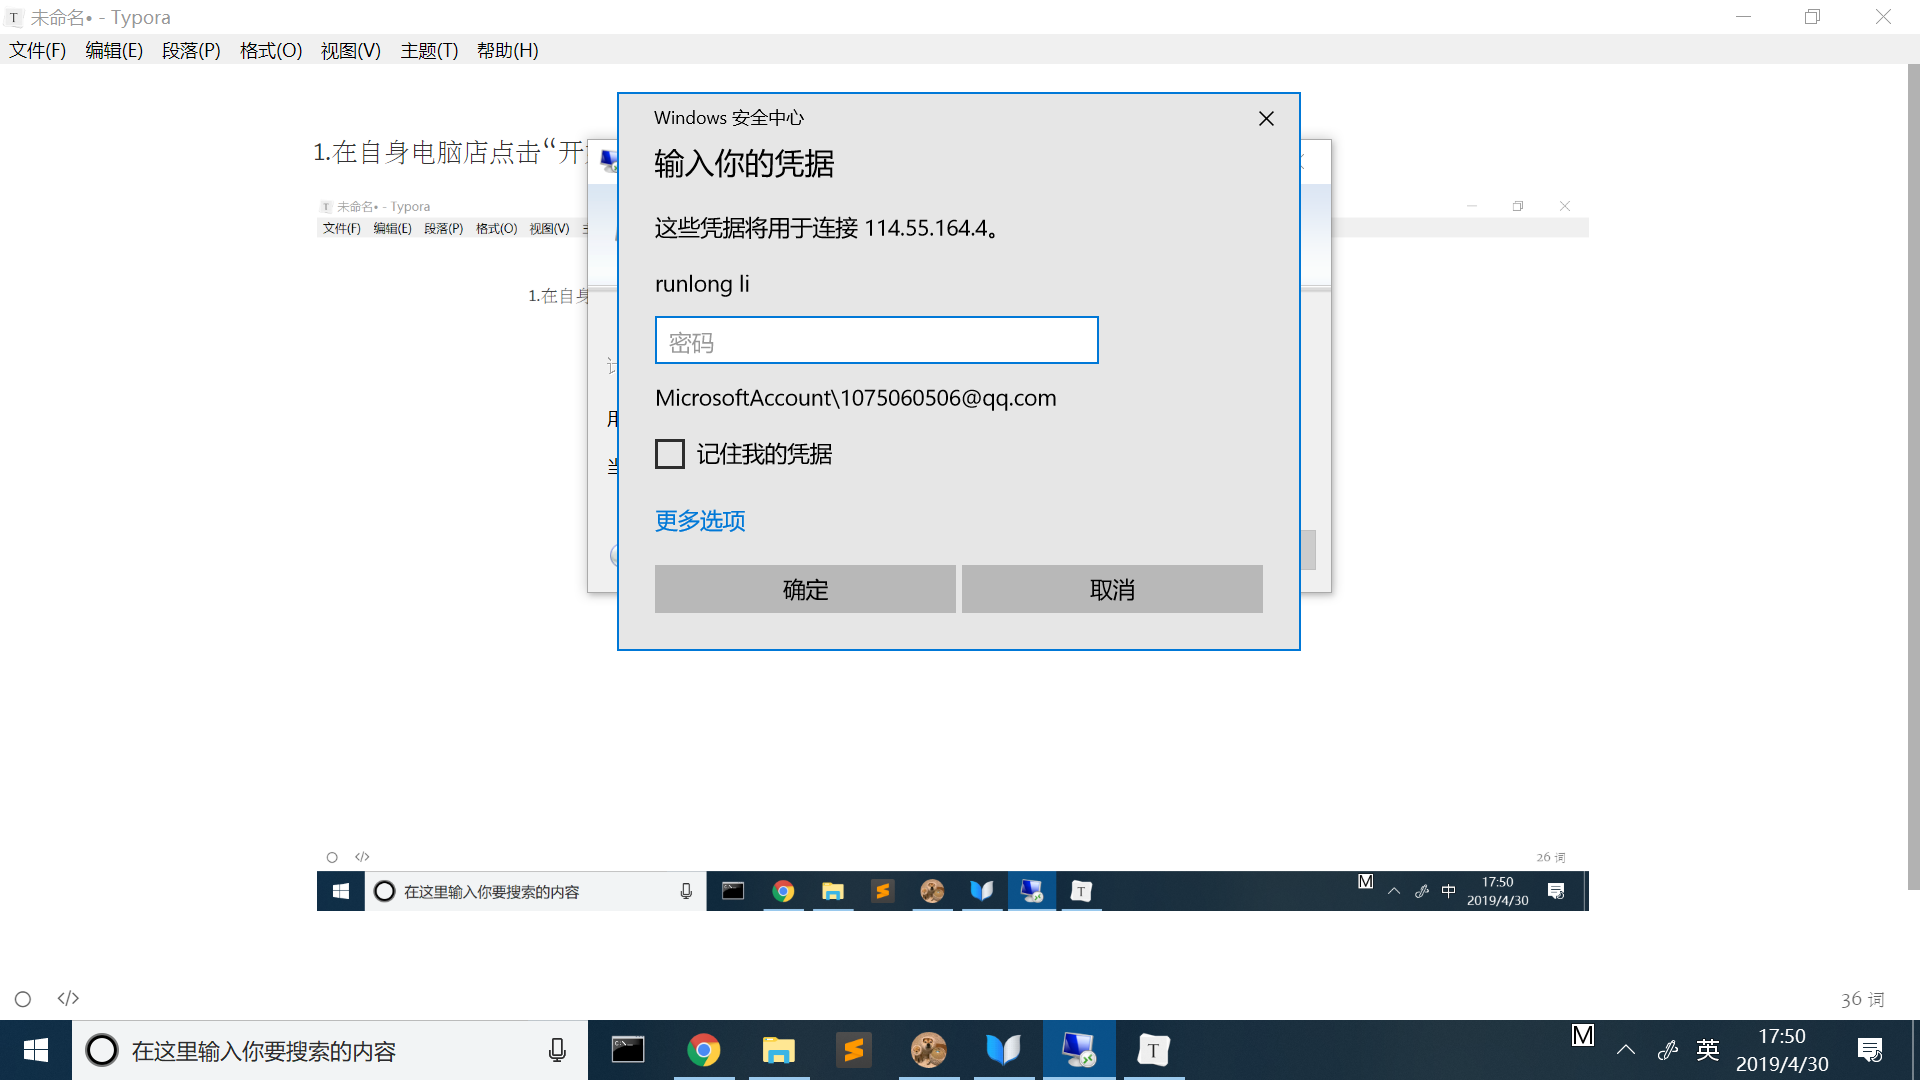 T 未命名• - Typora
文件(F) 编辑(E) 段落(P) 格式(O) 视图(V) 主题(T) 帮助(H)
1.在自身电脑店点击“开
T 未命名• - Typora
文件(F) 编辑(E) 段落(P) 格式(O) 视图(V)
1.在自身
Windows 安全中心
输入你的凭据
这些凭据将用于连接 114.55.164.4。
runlong li
密码
MicrosoftAccount\1075060506@qq.com
记住我的凭据
更多选项
确定 取消
</> 26 词
在这里输入你要搜索的内容 T M 中 17:50
2019/4/30
</> 36 词
在这里输入你要搜索的内容 T M 英 17:50
2019/4/30